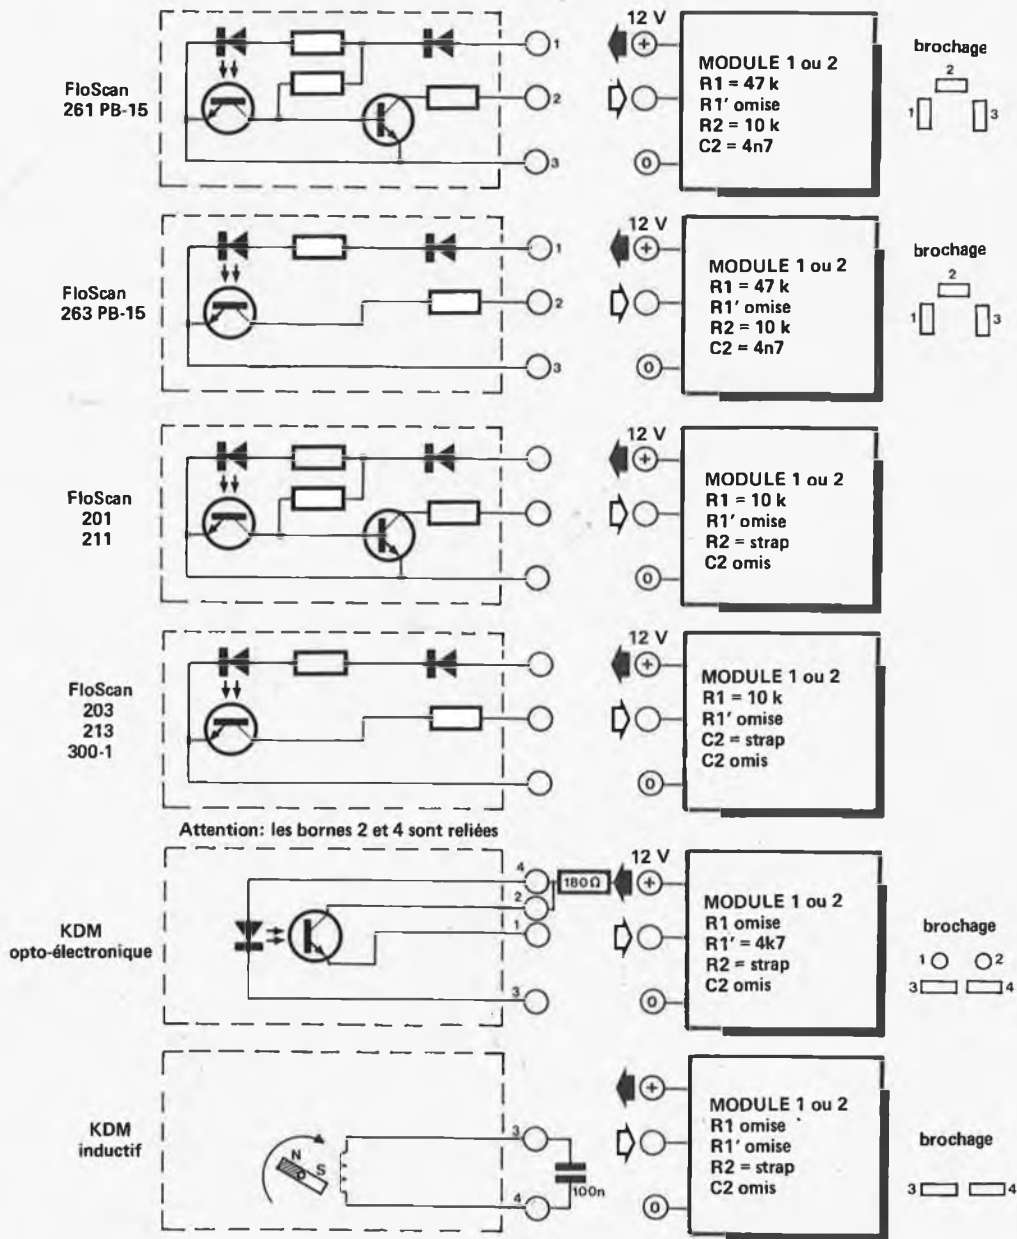 FloScan
261 PB-15
1
2
3
12 V
+
0
MODULE 1 ou 2
R1 = 47 k
R1' omise
R2 = 10 k
C2 = 4n7
brochage
2
1
3
FloScan
263 PB-15
1
2
3
12 V
+
0
MODULE 1 ou 2
R1 = 47 k
R1' omise
R2 = 10 k
C2 = 4n7
brochage
2
1
3
FloScan
201
211
12 V
+
0
MODULE 1 ou 2
R1 = 10 k
R1' omise
R2 = strap
C2 omis
FloScan
203
213
300-1
12 V
+
0
MODULE 1 ou 2
R1 = 10 k
R1' omise
C2 = strap
C2 omis
Attention: les bornes 2 et 4 sont reliées
KDM
opto-électronique
4
2
1
3
180Ω
12 V
+
0
MODULE 1 ou 2
R1 omise
R1' = 4k7
R2 = strap
C2 omis
brochage
1 2
3 4
KDM
inductif
N
S
3
4
100n
+
0
MODULE 1 ou 2
R1 omise
R1' omise
R2 = strap
C2 omis
brochage
3 4